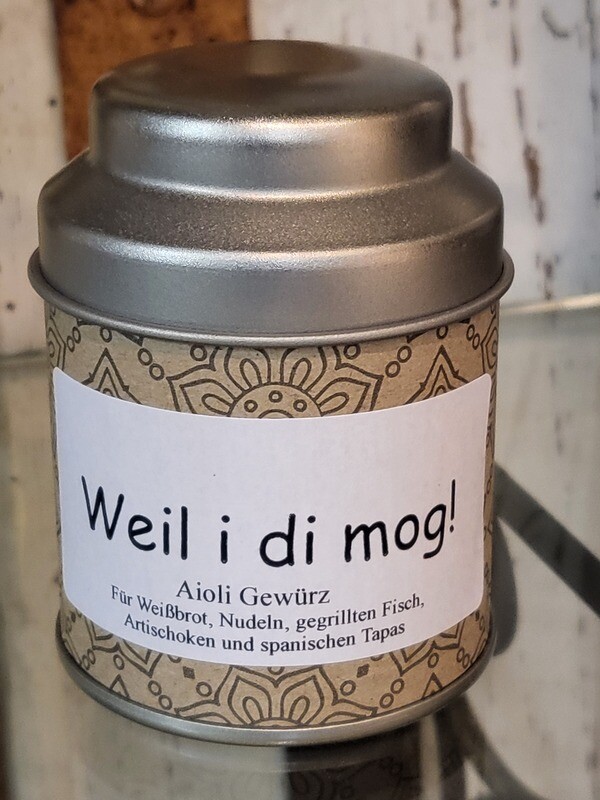 Weil i di mog!
Aioli Gewürz
Für Weißbrot, Nudeln, gegrillten Fisch,
Artischoken und spanischen Tapas